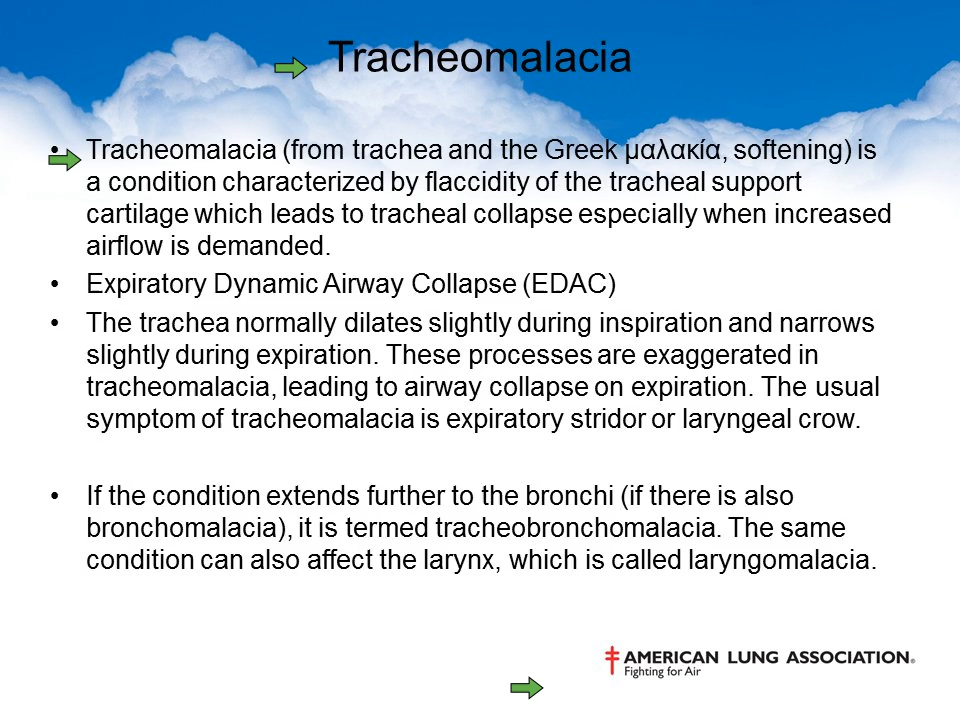 Tracheomalacia
• Tracheomalacia (from trachea and the Greek μαλακία, softening) is
a condition characterized by flaccidity of the tracheal support
cartilage which leads to tracheal collapse especially when increased
airflow is demanded.
• Expiratory Dynamic Airway Collapse (EDAC)
• The trachea normally dilates slightly during inspiration and narrows
slightly during expiration. These processes are exaggerated in
tracheomalacia, leading to airway collapse on expiration. The usual
symptom of tracheomalacia is expiratory stridor or laryngeal crow.
• If the condition extends further to the bronchi (if there is also
bronchomalacia), it is termed tracheobronchomalacia. The same
condition can also affect the larynx, which is called laryngomalacia.
AMERICAN LUNG ASSOCIATION®
Fighting for Air